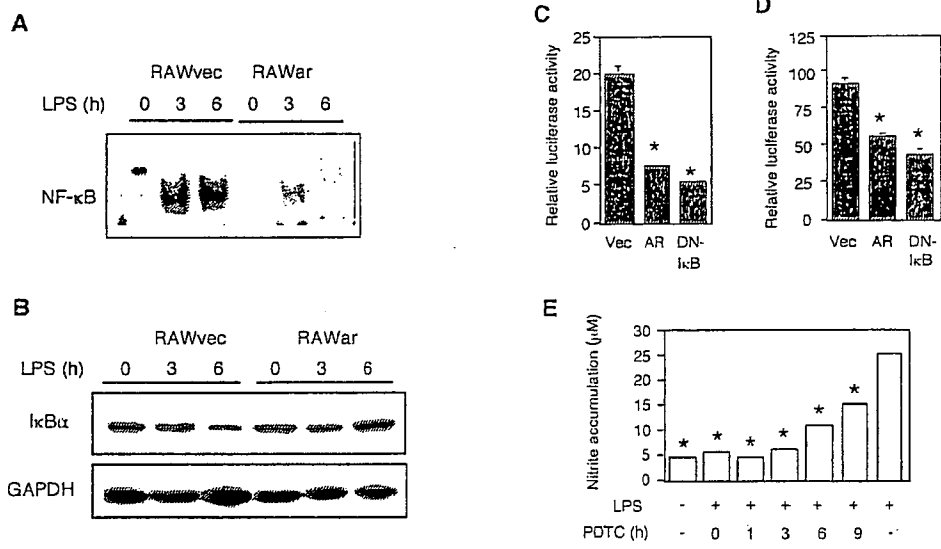 A
RAWvec RAWar
LPS (h) 0 3 6 0 3 6
NF-κB
B
RAWvec RAWar
LPS (h) 0 3 6 0 3 6
IκBα
GAPDH
C
Relative luciferase activity
25
20
15
10
5
0
* *
Vec AR DN-
IκB
D
Relative luciferase activity
125
100
75
50
25
0
* *
Vec AR DN-
IκB
E
Nitrite accumulation (μM)
30
25
20
15
10
5
0
* * * * * *
LPS - + + + + + +
PDTC (h) - 0 1 3 6 9 -